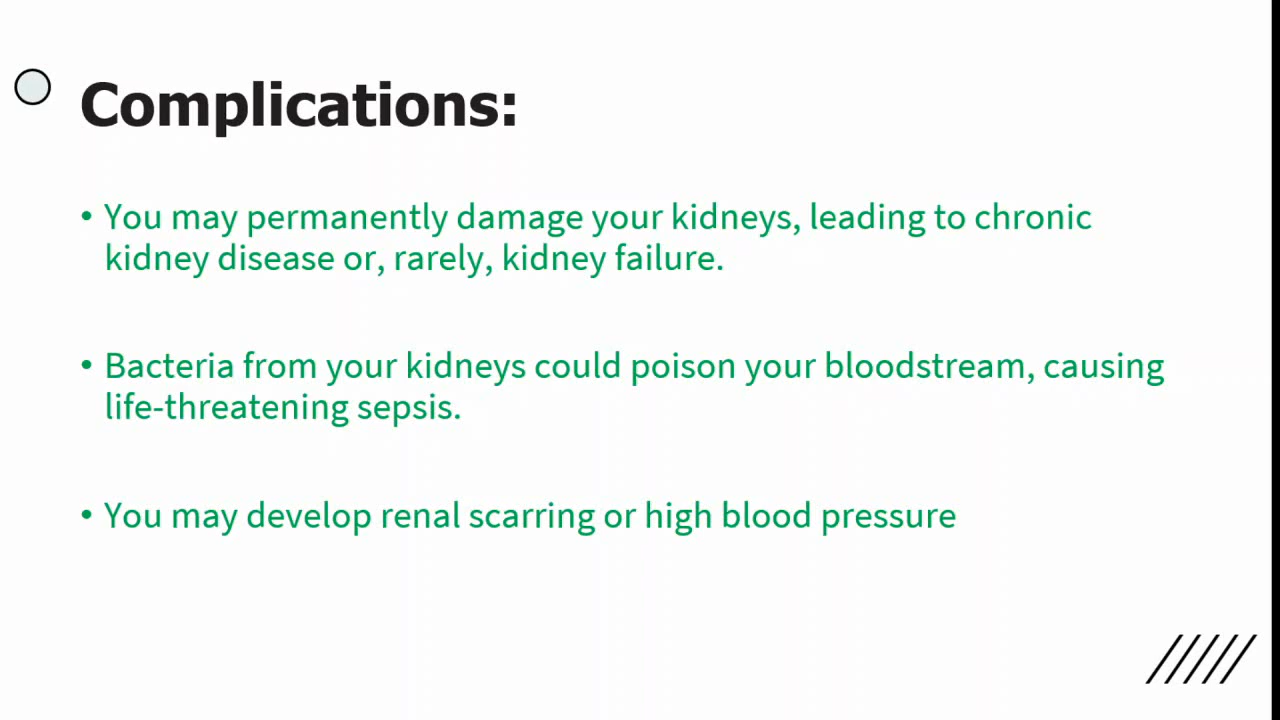 Complications:
• You may permanently damage your kidneys, leading to chronic
kidney disease or, rarely, kidney failure.
• Bacteria from your kidneys could poison your bloodstream, causing
life-threatening sepsis.
• You may develop renal scarring or high blood pressure